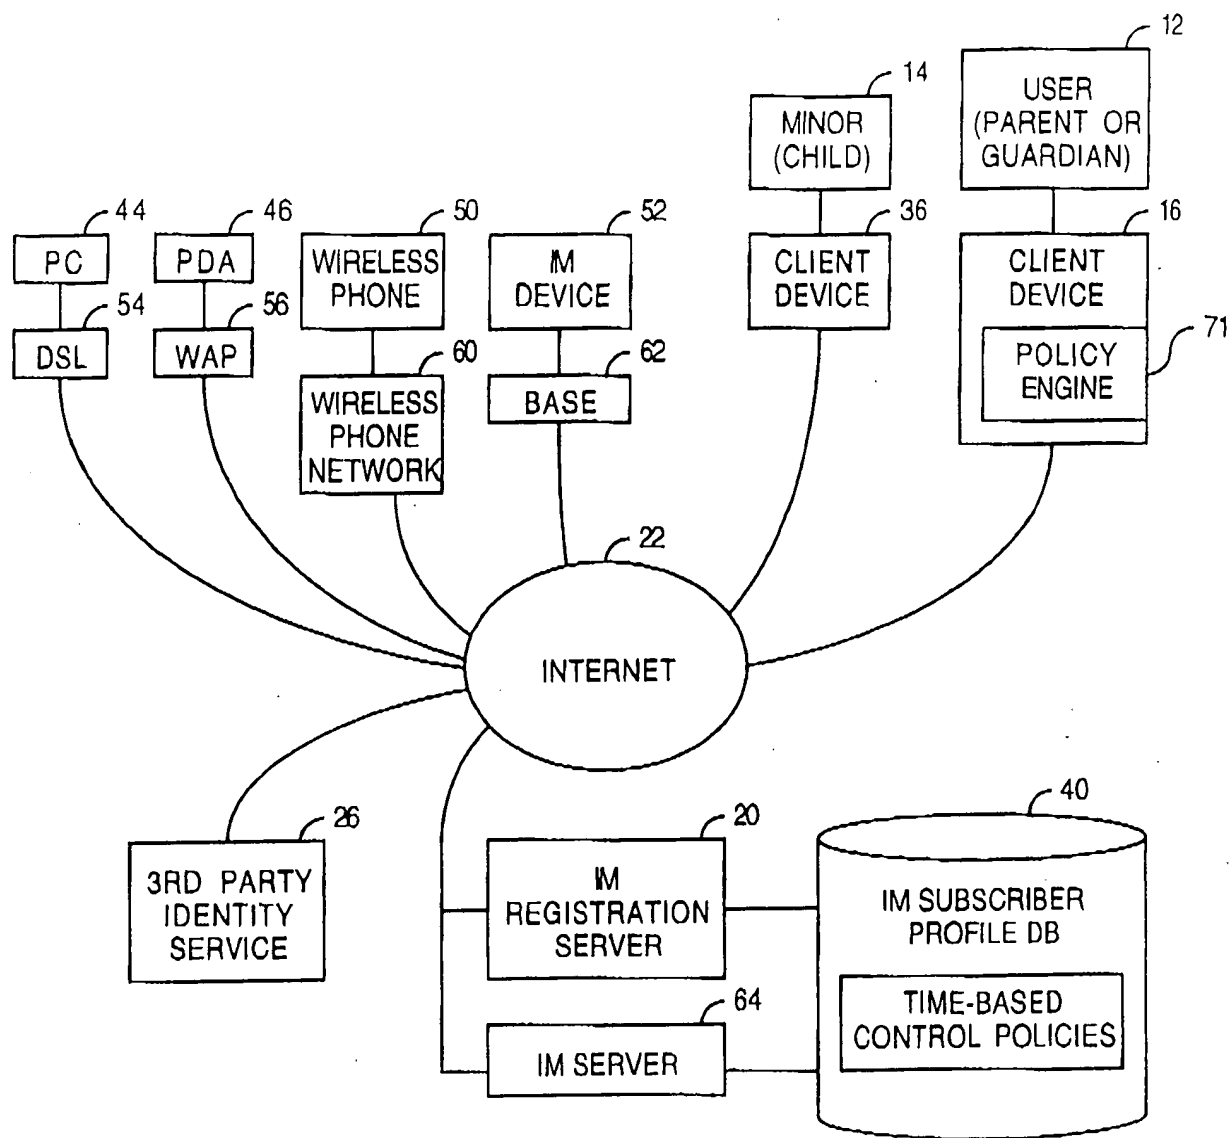 12
USER
(PARENT OR
GUARDIAN)
14
MINOR
(CHILD)
44
PC
46
PDA
50
WIRELESS
PHONE
52
IM
DEVICE
36
CLIENT
DEVICE
16
CLIENT
DEVICE
71
POLICY
ENGINE
54
DSL
56
WAP
60
WIRELESS
PHONE
NETWORK
62
BASE
22
INTERNET
26
3RD PARTY
IDENTITY
SERVICE
20
IM
REGISTRATION
SERVER
40
IM SUBSCRIBER
PROFILE DB
TIME-BASED
CONTROL POLICIES
64
IM SERVER